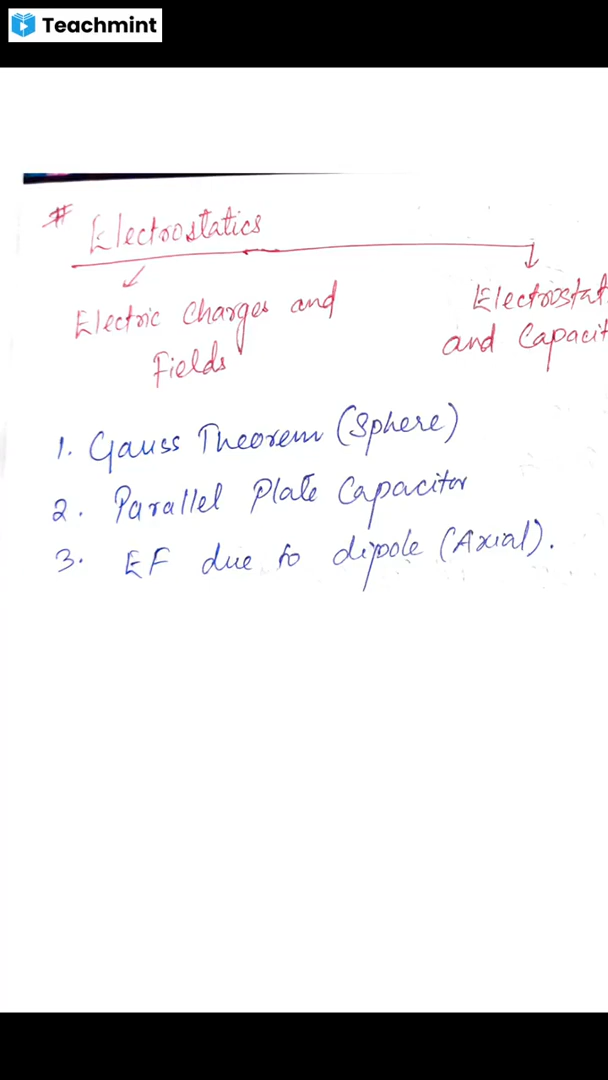 Teachmint
# Electrostatics
Electric Charges and
Fields
Electrostat
and Capacit
1. Gauss Theorem (Sphere)
2. Parallel Plate Capacitor
3. EF due to dipole (Axial).